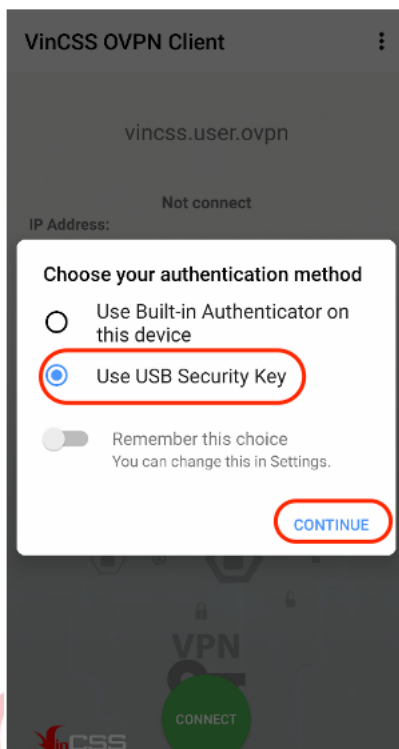 VinCSS OVPN Client
vincss.user.ovpn
Not connect
IP Address:
Choose your authentication method
Use Built-in Authenticator on
this device
Use USB Security Key
Remember this choice
You can change this in Settings.
CONTINUE
VPN
CONNECT
VinCSS